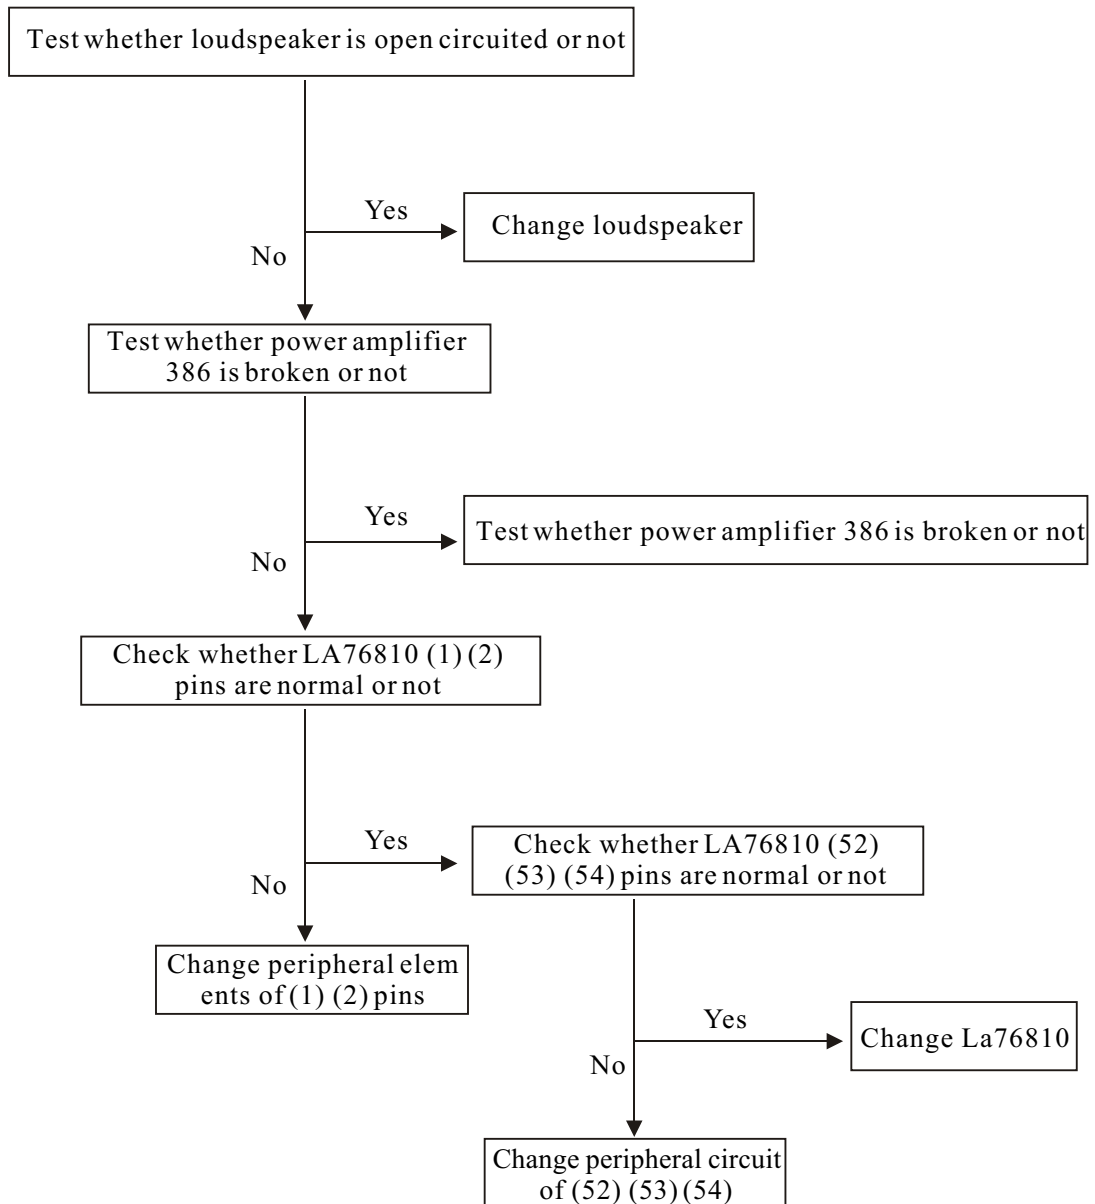 Test whether loudspeaker is open circuited or not
Yes
Change loudspeaker
No
Test whether power amplifier
386 is broken or not
Yes
Test whether power amplifier 386 is broken or not
No
Check whether LA76810 (1) (2)
pins are normal or not
Yes
Check whether LA76810 (52)
(53) (54) pins are normal or not
No
Change peripheral elem
ents of (1) (2) pins
Yes
Change La76810
No
Change peripheral circuit
of (52) (53) (54)